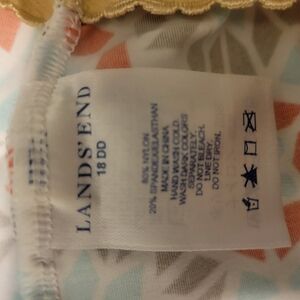 LANDS' END
18 DD
80% NYLON
20% SPANDEX/ELASTHAN
MADE IN CHINA
HAND WASH COLD.
WASH DARK COLORS
SEPARATELY.
DO NOT BLEACH.
LINE DRY.
DO NOT IRON.